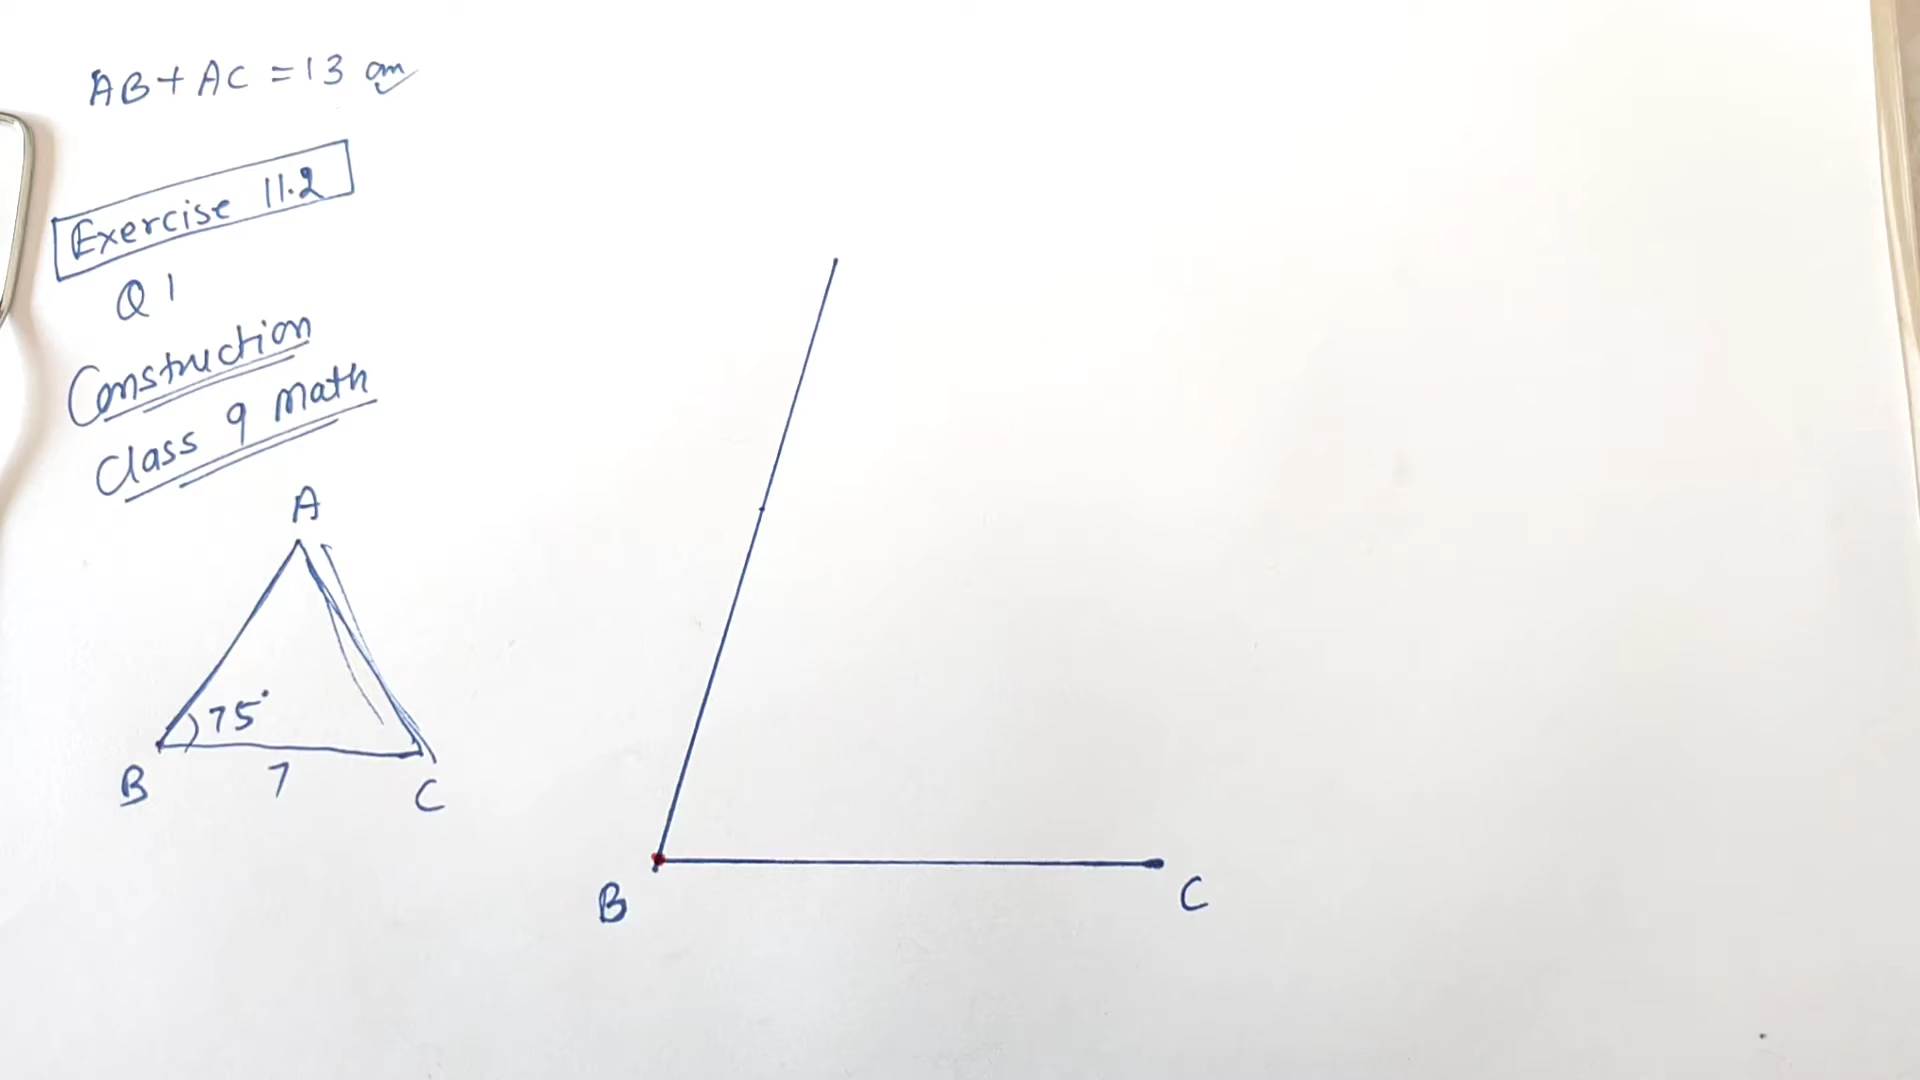 AB + AC = 13 cm
Exercise 11.2
Q 1
Construction
Class 9 math
A
75°
B
7
C
B
C